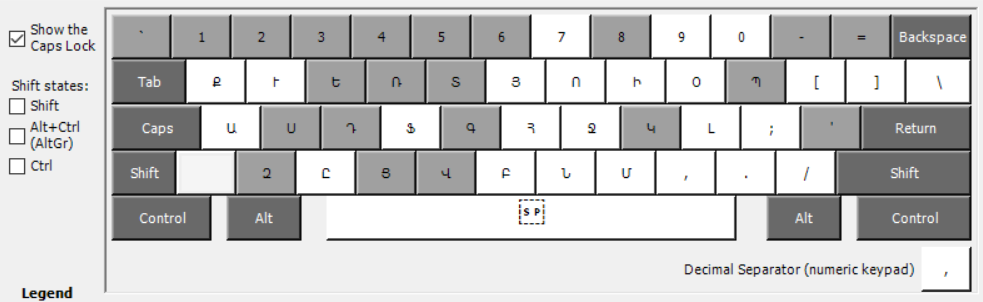 Show the
Caps Lock
Shift states:
Shift
Alt+Ctrl
(AltGr)
Ctrl
Legend
` 1 2 3 4 5 6 7 8 9 0 - = Backspace
Tab Ք Ւ Ե Ռ Տ Յ Ո Ի Օ Պ [ ] \
Caps Ա Ս Դ Ֆ Գ Հ Ջ Կ Լ ; ' Return
Shift Զ Ը Ց Վ Բ Ն Մ , . / Shift
Control Alt SP Alt Control
Decimal Separator (numeric keypad) ,